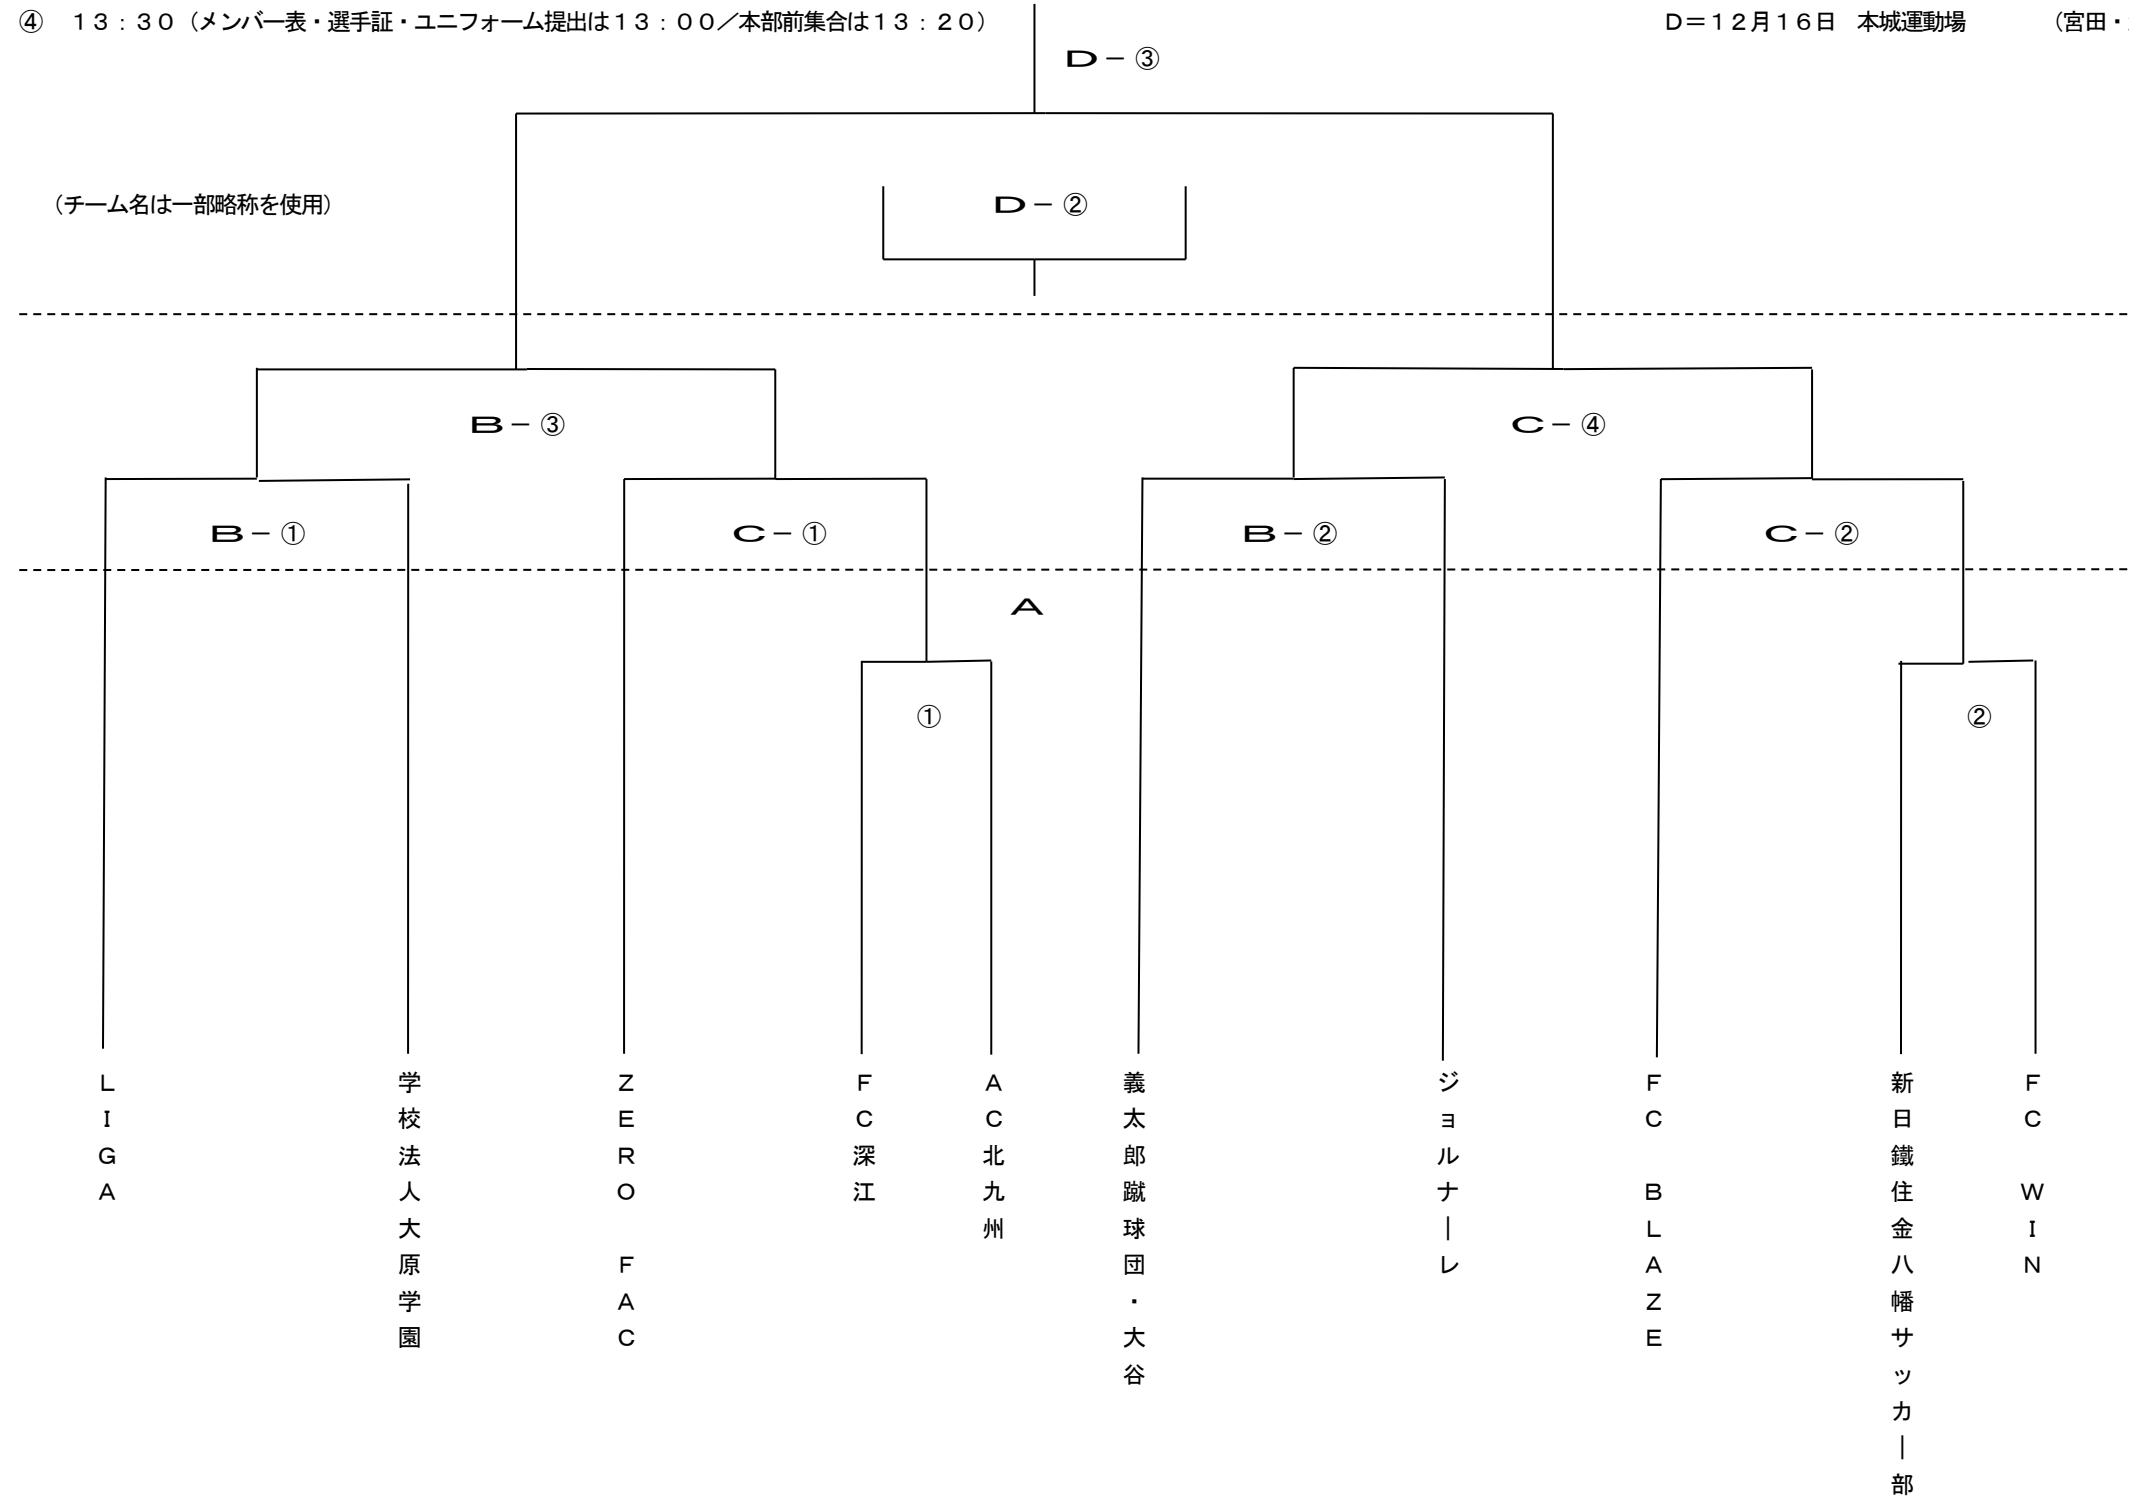 ④　１３：３０（メンバー表・選手証・ユニフォーム提出は１３：００／本部前集合は１３：２０）
Ｄ＝１２月１６日　本城運動場　（宮田・
Ｄ－③
（チーム名は一部略称を使用）
Ｄ－②
Ｂ－③
Ｃ－④
Ｂ－①
Ｃ－①
Ｂ－②
Ｃ－②
Ａ
①
②
ＬＩＧＡ
学校法人大原学園
ＺＥＲＯ　ＦＡＣ
ＦＣ深江
ＡＣ北九州
義太郎蹴球団・大谷
ジョルナーレ
ＦＣ　ＢＬＡＺＥ
新日鐵住金八幡サッカー部
ＦＣ　ＷＩＮ